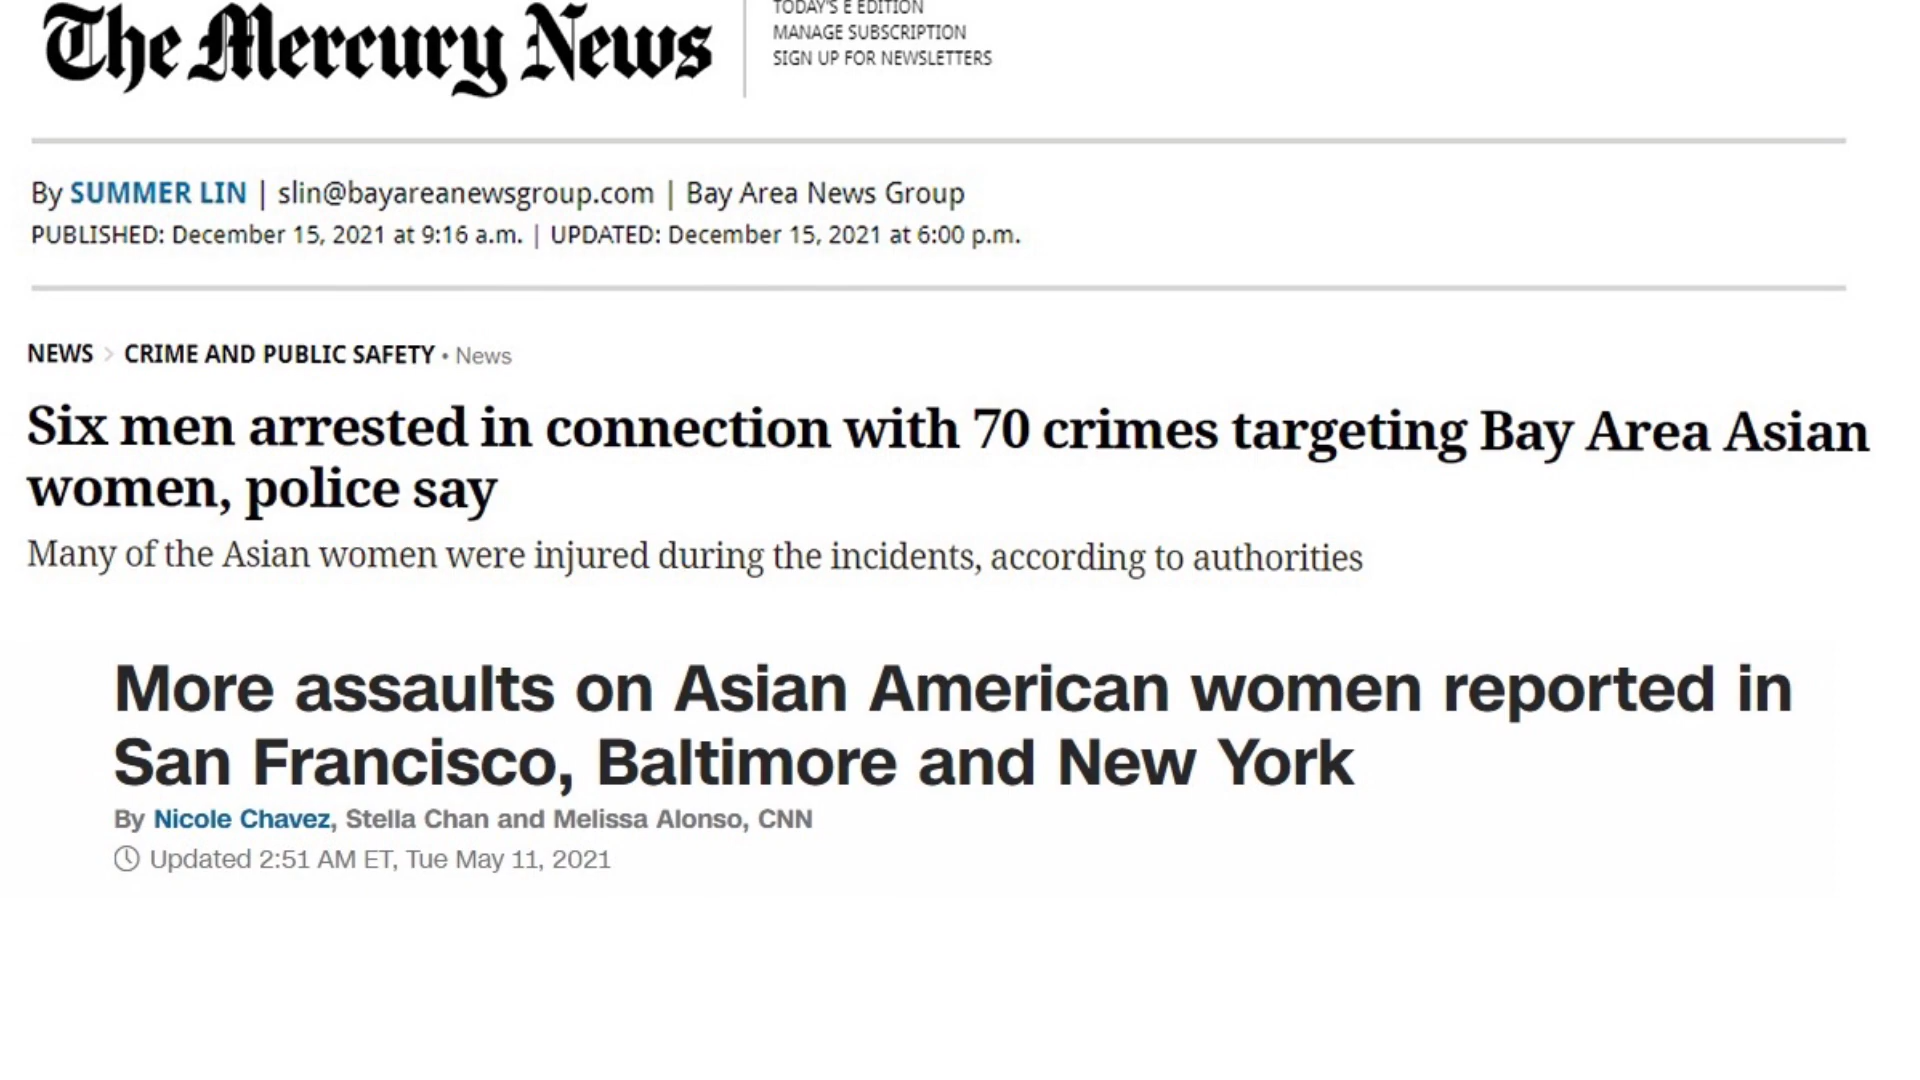 The Mercury News
TODAY'S E EDITION
MANAGE SUBSCRIPTION
SIGN UP FOR NEWSLETTERS
By SUMMER LIN | slin@bayareanewsgroup.com | Bay Area News Group
PUBLISHED: December 15, 2021 at 9:16 a.m. | UPDATED: December 15, 2021 at 6:00 p.m.
NEWS > CRIME AND PUBLIC SAFETY • News
Six men arrested in connection with 70 crimes targeting Bay Area Asian
women, police say
Many of the Asian women were injured during the incidents, according to authorities
More assaults on Asian American women reported in
San Francisco, Baltimore and New York
By Nicole Chavez, Stella Chan and Melissa Alonso, CNN
Updated 2:51 AM ET, Tue May 11, 2021